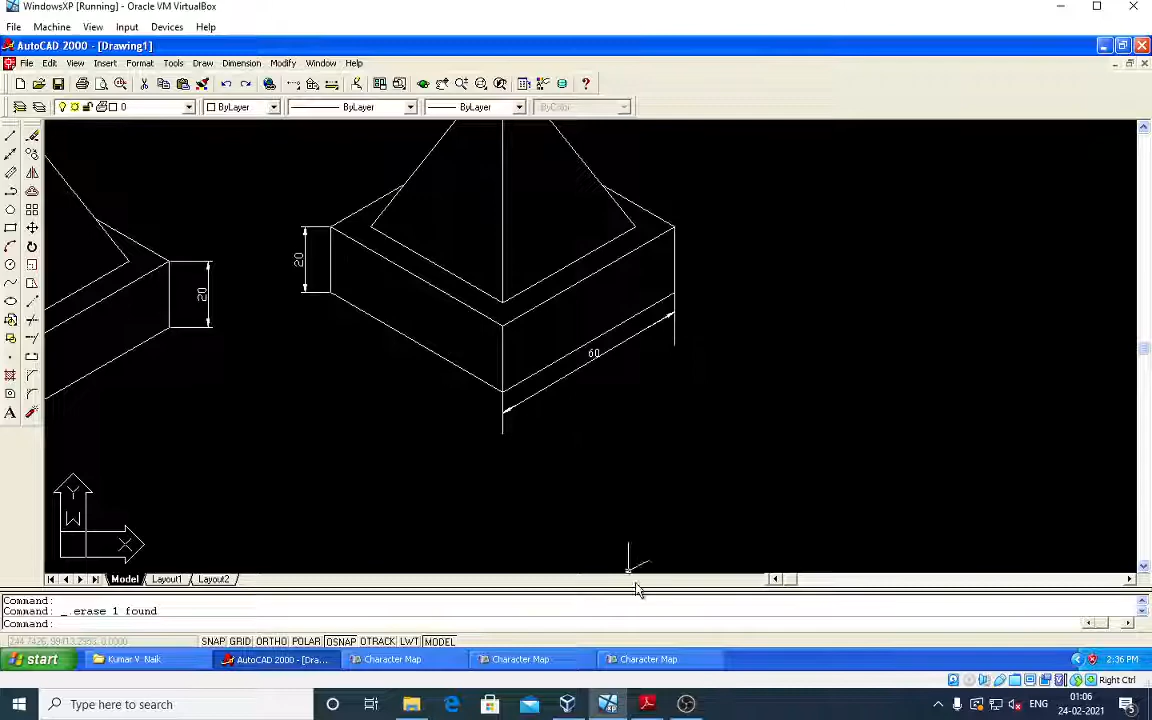 WindowsXP [Running] - Oracle VM VirtualBox
File Machine View Input Devices Help
AutoCAD 2000 - [Drawing1]
File Edit View Insert Format Tools Draw Dimension Modify Window Help
0 ByLayer ByLayer ByLayer ByColor
20
20
60
Y
W
X
Model Layout1 Layout2
Command:
Command: _.erase 1 found
Command:
SNAP GRID ORTHO POLAR OSNAP OTRACK LWT MODEL
start Kumar V. Naik AutoCAD 2000 - [Dra... Character Map Character Map Character Map 2:36 PM
Right Ctrl
Type here to search
ENG
01:06
24-02-2021